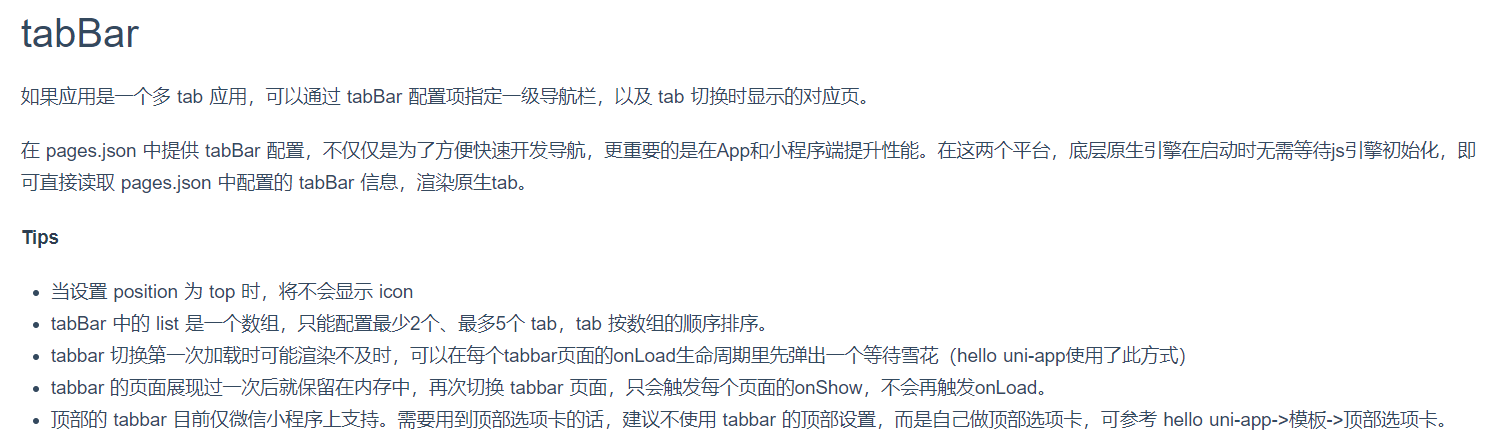 tabBar
如果应用是一个多 tab 应用，可以通过 tabBar 配置项指定一级导航栏，以及 tab 切换时显示的对应页。
在 pages.json 中提供 tabBar 配置，不仅仅是为了方便快速开发导航，更重要的是在App和小程序端提升性能。在这两个平台，底层原生引擎在启动时无需等待js引擎初始化，即
可直接读取 pages.json 中配置的 tabBar 信息，渲染原生tab。
Tips
• 当设置 position 为 top 时，将不会显示 icon
• tabBar 中的 list 是一个数组，只能配置最少2个、最多5个 tab，tab 按数组的顺序排序。
• tabbar 切换第一次加载时可能渲染不及时，可以在每个tabbar页面的onLoad生命周期里先弹出一个等待雪花（hello uni-app使用了此方式）
• tabbar 的页面展现过一次后就保留在内存中，再次切换 tabbar 页面，只会触发每个页面的onShow，不会再触发onLoad。
• 顶部的 tabbar 目前仅微信小程序上支持。需要用到顶部选项卡的话，建议不使用 tabbar 的顶部设置，而是自己做顶部选项卡，可参考 hello uni-app->模板->顶部选项卡。